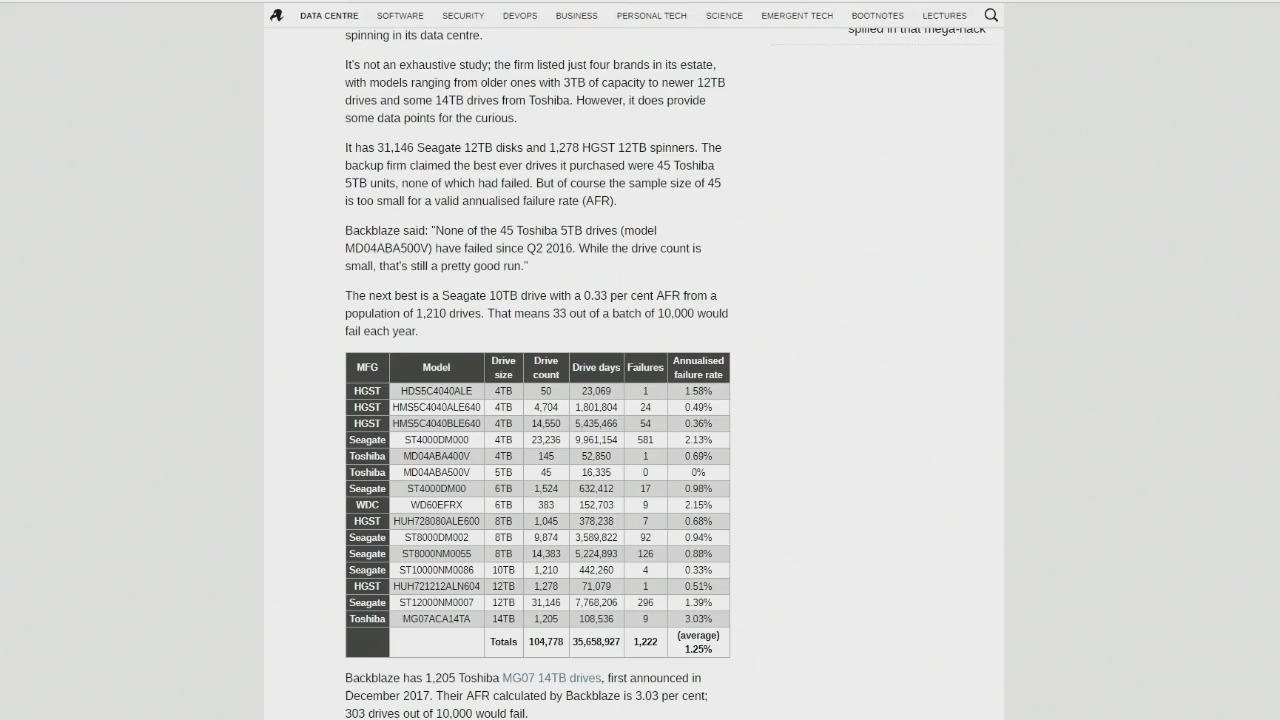 DATA CENTRE SOFTWARE SECURITY DEVOPS BUSINESS PERSONAL TECH SCIENCE EMERGENT TECH BOOTNOTES LECTURES
spilled in that mega-hack
spinning in its data centre.
It's not an exhaustive study; the firm listed just four brands in its estate,
with models ranging from older ones with 3TB of capacity to newer 12TB
drives and some 14TB drives from Toshiba. However, it does provide
some data points for the curious.
It has 31,146 Seagate 12TB disks and 1,278 HGST 12TB spinners. The
backup firm claimed the best ever drives it purchased were 45 Toshiba
5TB units, none of which had failed. But of course the sample size of 45
is too small for a valid annualised failure rate (AFR).
Backblaze said: "None of the 45 Toshiba 5TB drives (model
MD04ABA500V) have failed since Q2 2016. While the drive count is
small, that's still a pretty good run."
The next best is a Seagate 10TB drive with a 0.33 per cent AFR from a
population of 1,210 drives. That means 33 out of a batch of 10,000 would
fail each year.
MFG Model Drive size Drive count Drive days Failures Annualised failure rate
HGST HDS5C4040ALE 4TB 50 23,069 1 1.58%
HGST HMS5C4040ALE640 4TB 4,704 1,801,804 24 0.49%
HGST HMS5C4040BLE640 4TB 14,550 5,435,466 54 0.36%
Seagate ST4000DM000 4TB 23,236 9,961,154 581 2.13%
Toshiba MD04ABA400V 4TB 145 52,850 1 0.69%
Toshiba MD04ABA500V 5TB 45 16,335 0 0%
Seagate ST4000DM00 6TB 1,524 632,412 17 0.98%
WDC WD60EFRX 6TB 383 152,703 9 2.15%
HGST HUH728080ALE600 8TB 1,045 378,238 7 0.68%
Seagate ST8000DM002 8TB 9,874 3,589,822 92 0.94%
Seagate ST8000NM0055 8TB 14,383 5,224,893 126 0.88%
Seagate ST10000NM0086 10TB 1,210 442,260 4 0.33%
HGST HUH721212ALN604 12TB 1,278 71,079 1 0.51%
Seagate ST12000NM0007 12TB 31,146 7,768,206 296 1.39%
Toshiba MG07ACA14TA 14TB 1,205 108,536 9 3.03%
Totals 104,778 35,658,927 1,222 (average) 1.25%
Backblaze has 1,205 Toshiba MG07 14TB drives, first announced in
December 2017. Their AFR calculated by Backblaze is 3.03 per cent;
303 drives out of 10,000 would fail.